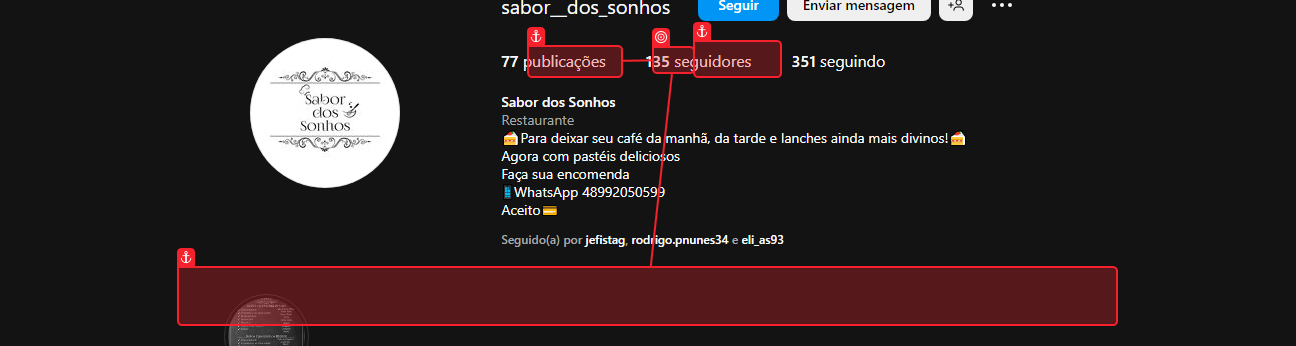 sabor__dos_sonhos
Seguir
Enviar mensagem
77 publicações
135 seguidores
351 seguindo
Sabor
dos
Sonhos
Sabor dos Sonhos
Restaurante
🍰Para deixar seu café da manhã, da tarde e lanches ainda mais divinos!🍰
Agora com pastéis deliciosos
Faça sua encomenda
📱WhatsApp 48992050599
Aceito💳
Seguido(a) por jefistag, rodrigo.pnunes34 e eli_as93